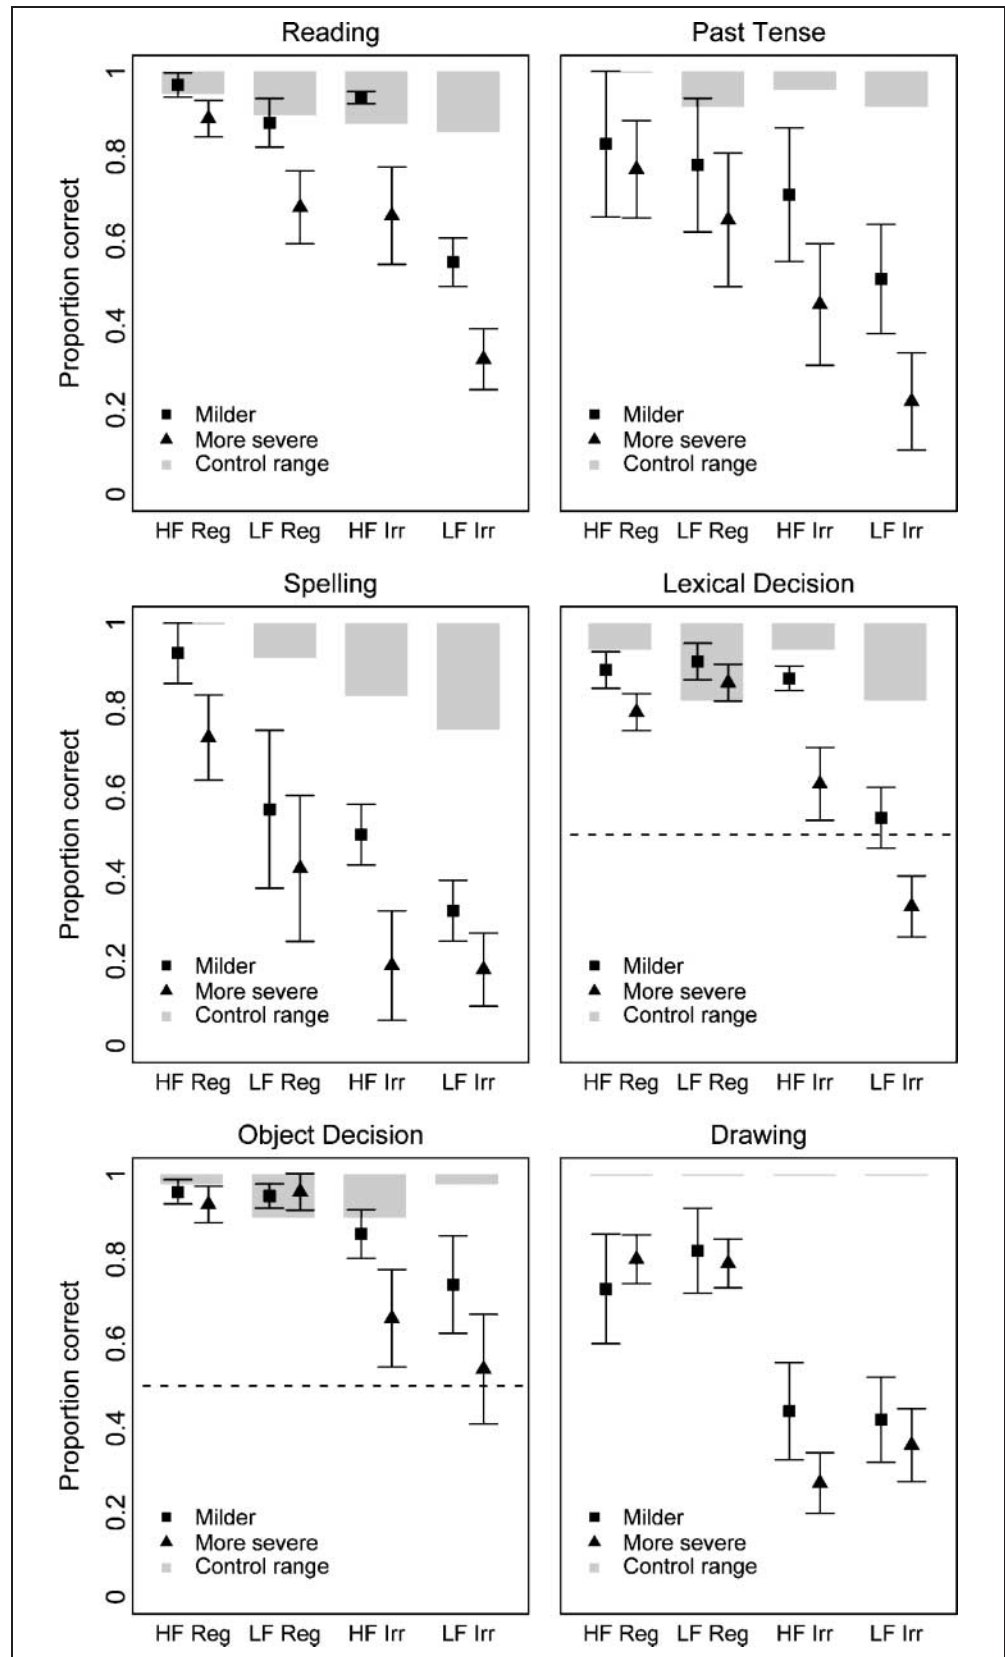 Reading
Past Tense
Proportion correct
1
0.8
0.6
0.4
0.2
0
Milder
More severe
Control range
Milder
More severe
Control range
HF Reg LF Reg HF Irr LF Irr
HF Reg LF Reg HF Irr LF Irr
Spelling
Lexical Decision
Proportion correct
1
0.8
0.6
0.4
0.2
0
Milder
More severe
Control range
Milder
More severe
Control range
HF Reg LF Reg HF Irr LF Irr
HF Reg LF Reg HF Irr LF Irr
Object Decision
Drawing
Proportion correct
1
0.8
0.6
0.4
0.2
0
Milder
More severe
Control range
Milder
More severe
Control range
HF Reg LF Reg HF Irr LF Irr
HF Reg LF Reg HF Irr LF Irr